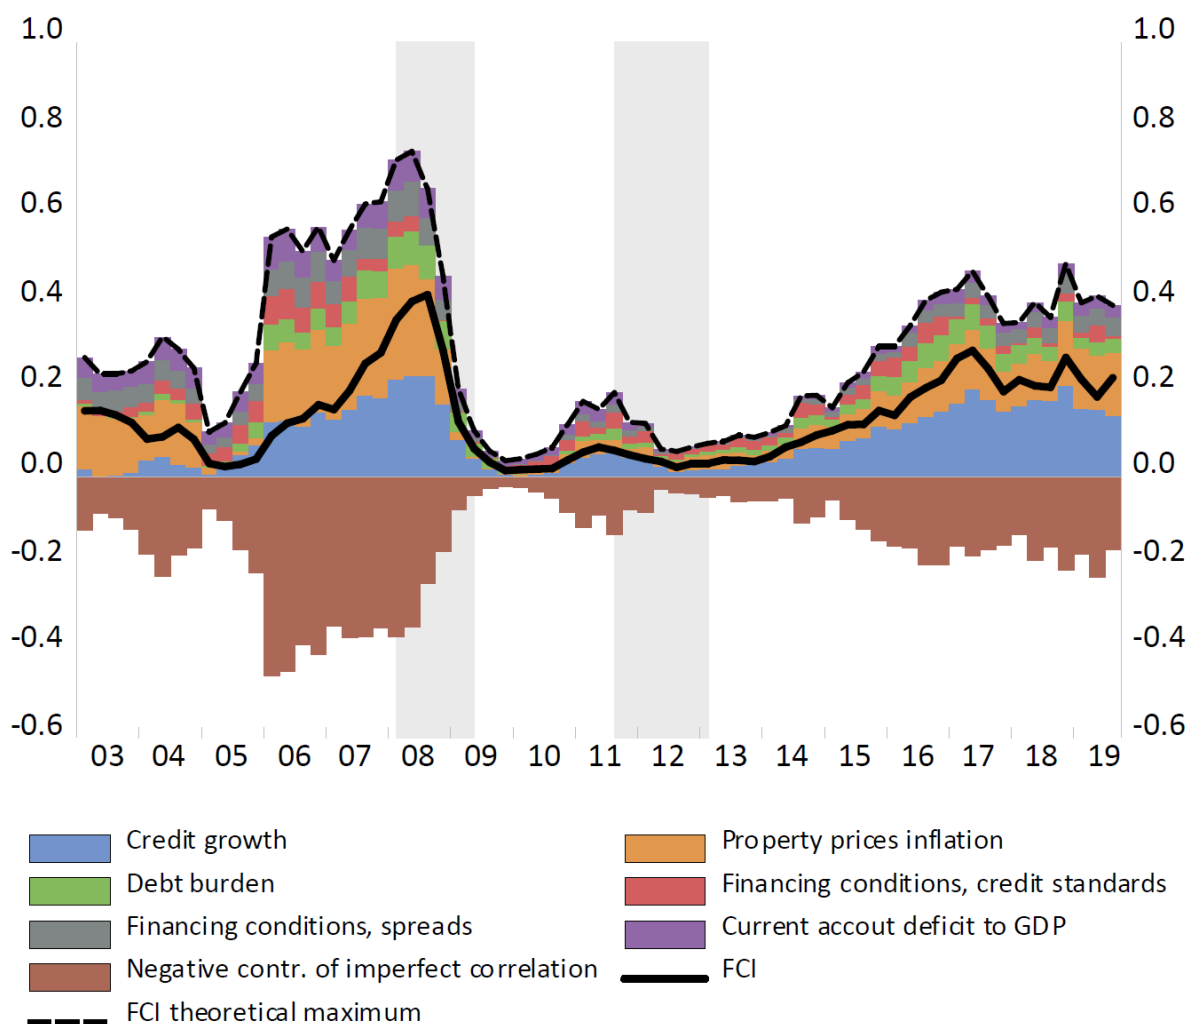 1.0 1.0
0.8 0.8
0.6 0.6
0.4 0.4
0.2 0.2
0.0 0.0
-0.2 -0.2
-0.4 -0.4
-0.6 -0.6
03 04 05 06 07 08 09 10 11 12 13 14 15 16 17 18 19
Credit growth Property prices inflation
Debt burden Financing conditions, credit standards
Financing conditions, spreads Current accout deficit to GDP
Negative contr. of imperfect correlation FCI
FCI theoretical maximum